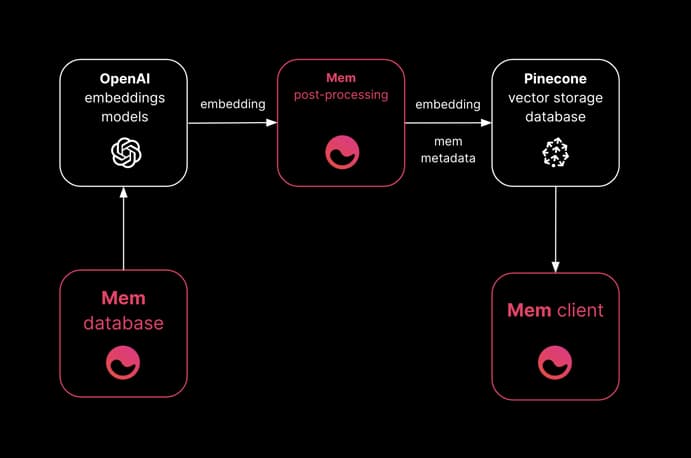 OpenAI
embeddings
models
embedding
Mem
post-processing
embedding
mem
metadata
Pinecone
vector storage
database
Mem
database
Mem client